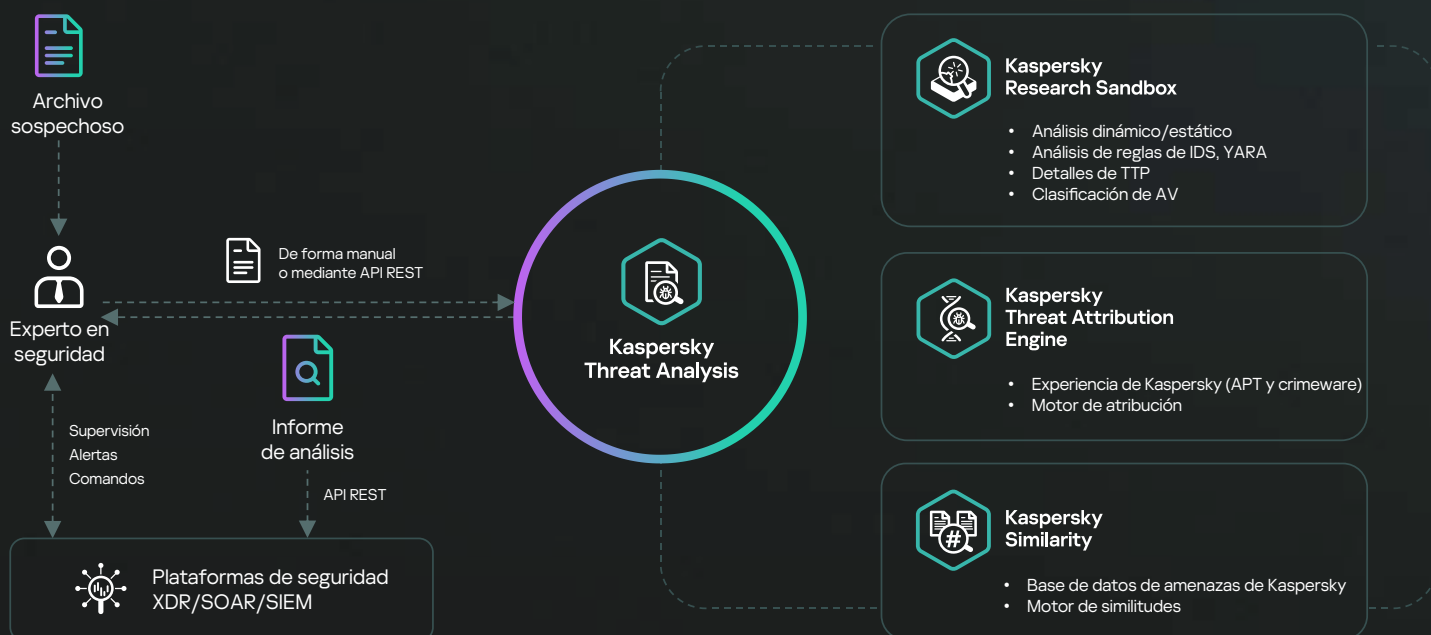 Archivo
sospechoso
Experto en
seguridad
De forma manual
o mediante API REST
Informe
de análisis
API REST
Supervisión
Alertas
Comandos
Plataformas de seguridad
XDR/SOAR/SIEM
Kaspersky
Threat Analysis
Kaspersky
Research Sandbox
• Análisis dinámico/estático
• Análisis de reglas de IDS, YARA
• Detalles de TTP
• Clasificación de AV
Kaspersky
Threat Attribution
Engine
• Experiencia de Kaspersky (APT y crimeware)
• Motor de atribución
Kaspersky
Similarity
• Base de datos de amenazas de Kaspersky
• Motor de similitudes